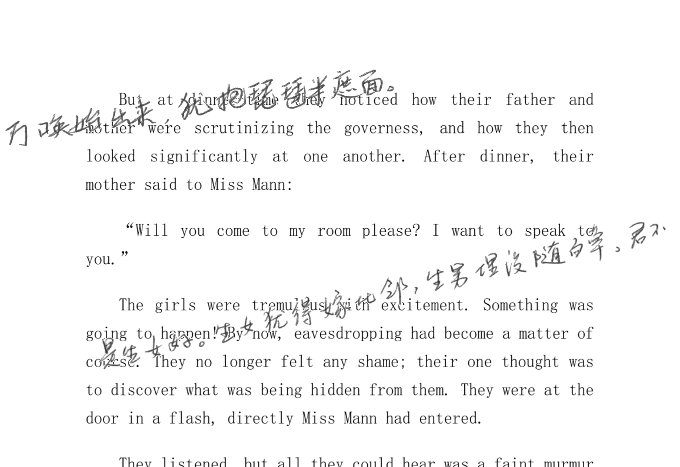 But at dinner time they noticed how their father and
万唤始出来,犹抱琵琶半遮面。
mother were scrutinizing the governess, and how they then
looked significantly at one another. After dinner, their
mother said to Miss Mann:
“Will you come to my room please? I want to speak to
you.”
生男埋没随百草。君不
The girls were tremulous with excitement. Something was
是生女好。生女犹得嫁比邻,
going to happen! By now, eavesdropping had become a matter of
course. They no longer felt any shame; their one thought was
to discover what was being hidden from them. They were at the
door in a flash, directly Miss Mann had entered.
They listened, but all they could hear was a faint murmur